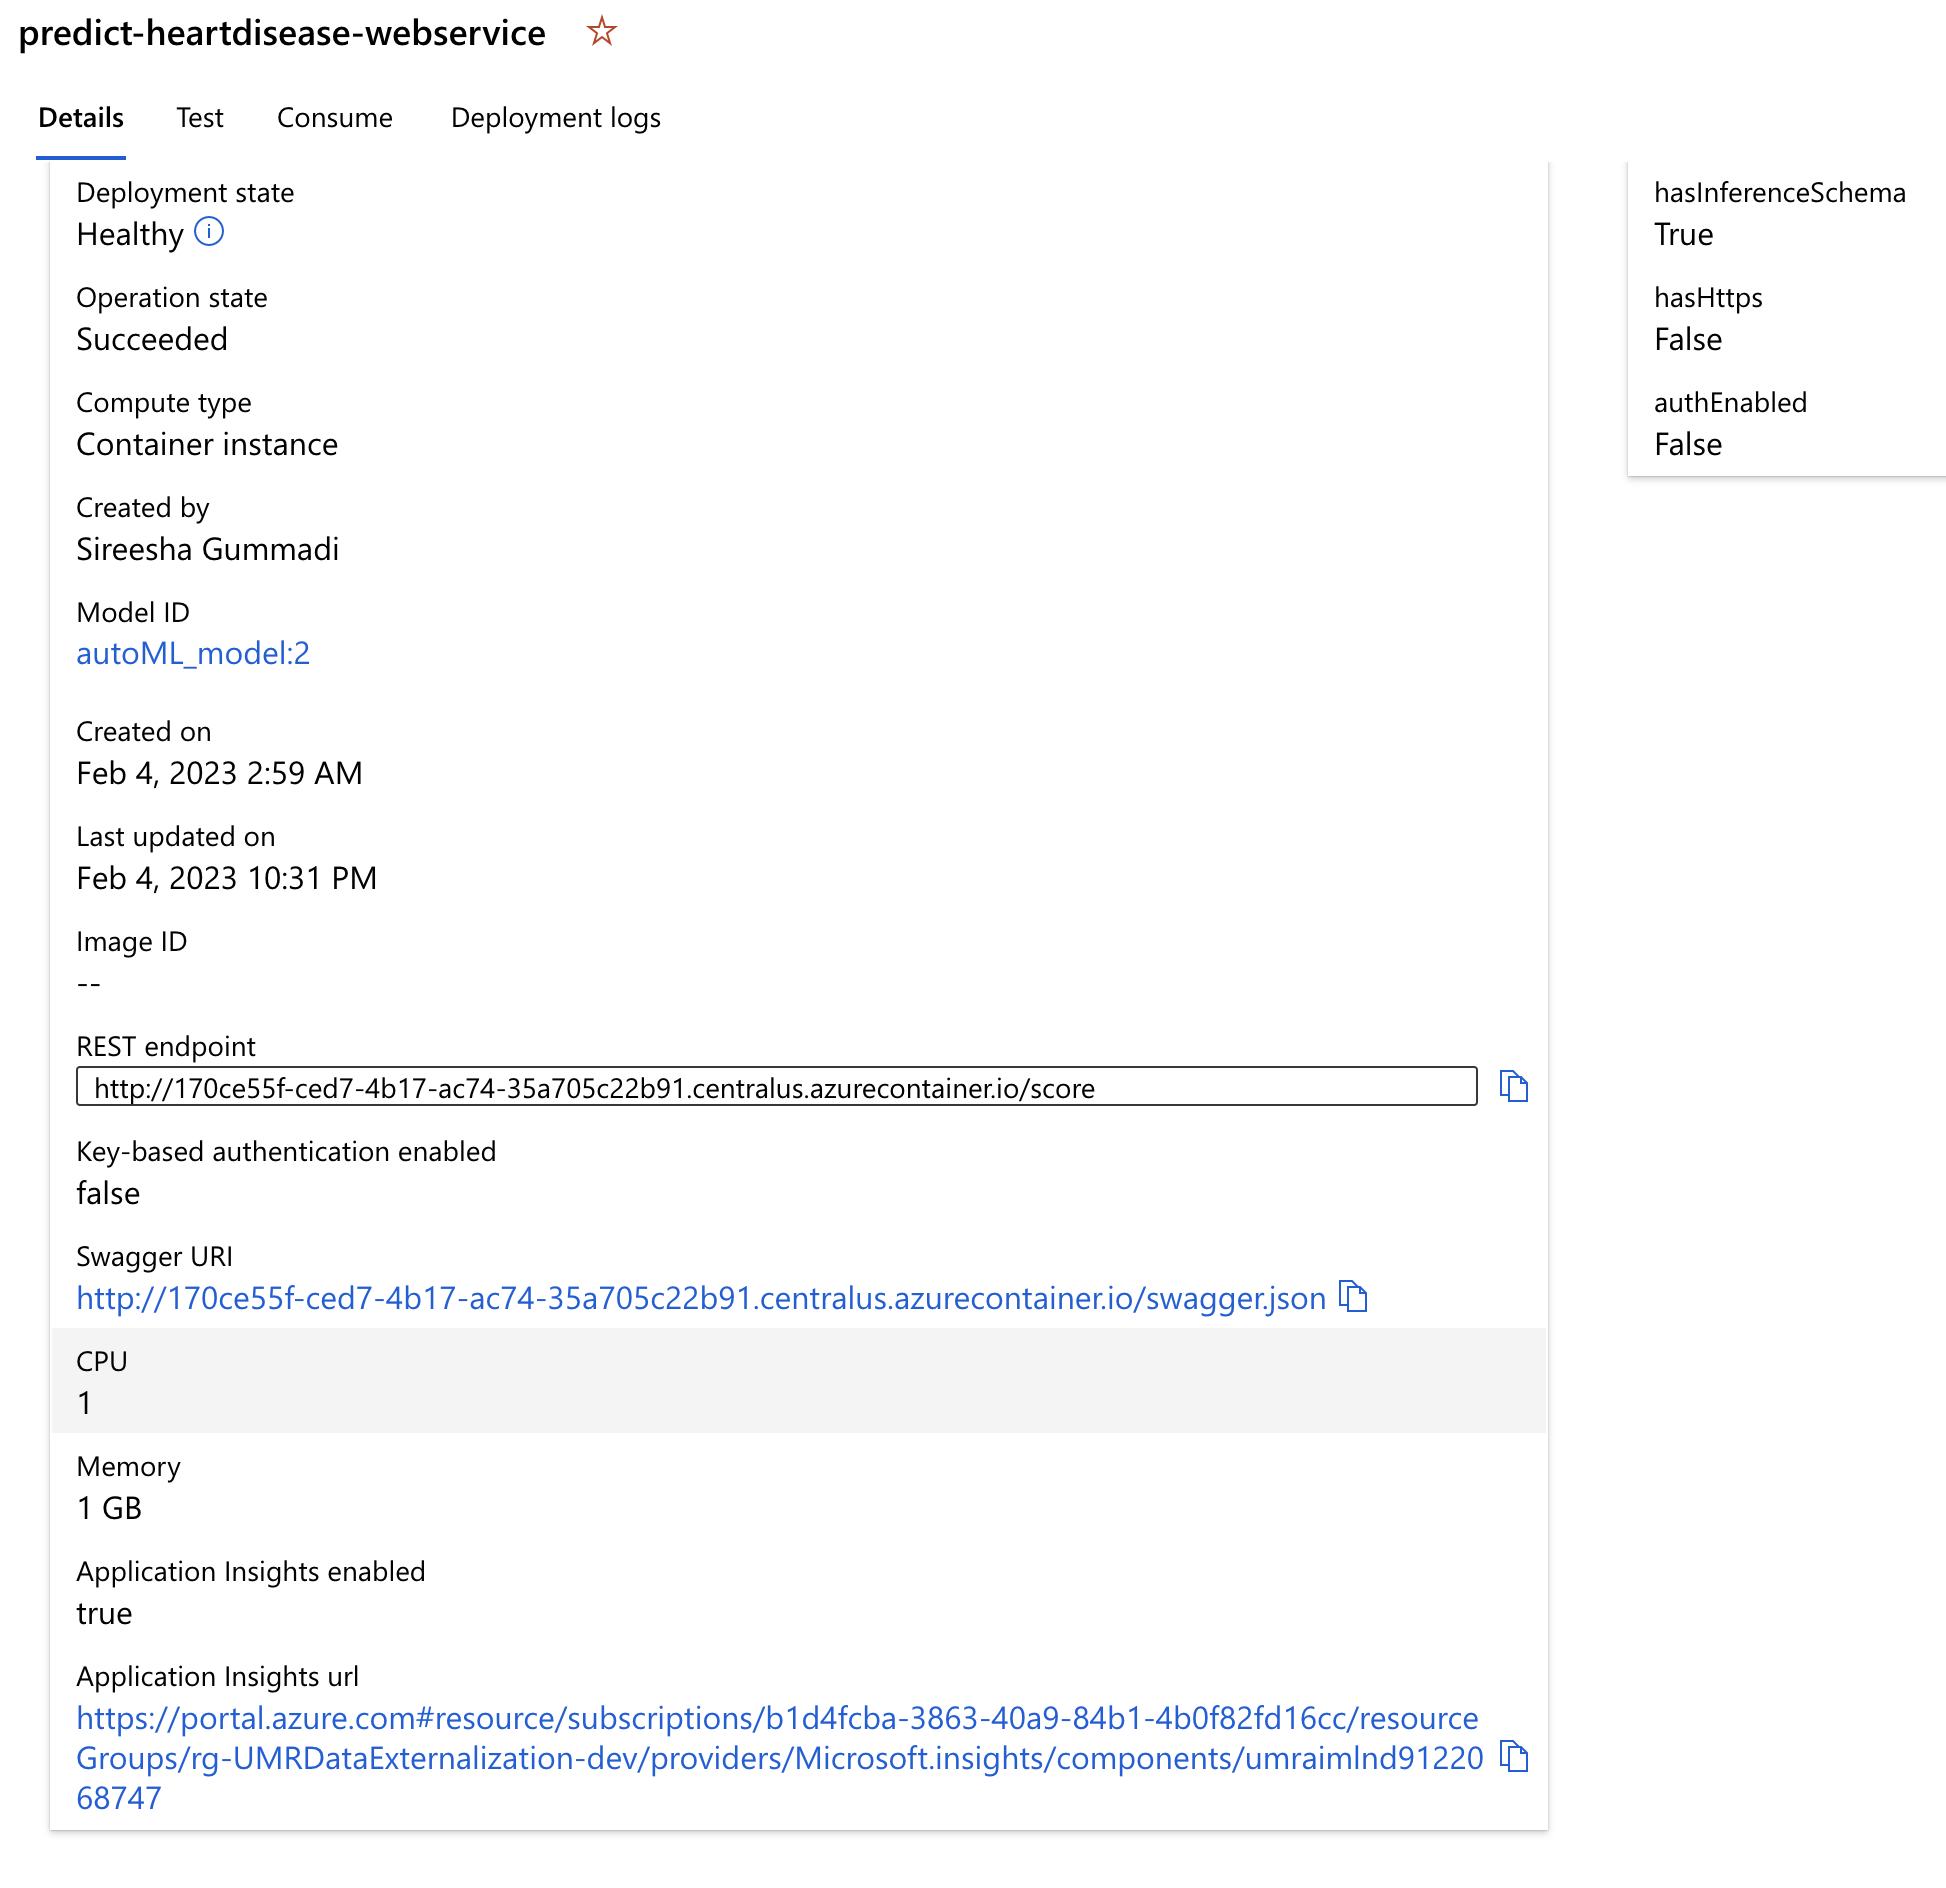 predict-heartdisease-webservice
Details Test Consume Deployment logs
Deployment state
Healthy
Operation state
Succeeded
Compute type
Container instance
Created by
Sireesha Gummadi
Model ID
autoML_model:2
Created on
Feb 4, 2023 2:59 AM
Last updated on
Feb 4, 2023 10:31 PM
Image ID
--
REST endpoint
http://170ce55f-ced7-4b17-ac74-35a705c22b91.centralus.azurecontainer.io/score
Key-based authentication enabled
false
Swagger URI
http://170ce55f-ced7-4b17-ac74-35a705c22b91.centralus.azurecontainer.io/swagger.json
CPU
1
Memory
1 GB
Application Insights enabled
true
Application Insights url
https://portal.azure.com#resource/subscriptions/b1d4fcba-3863-40a9-84b1-4b0f82fd16cc/resource
Groups/rg-UMRDataExternalization-dev/providers/Microsoft.insights/components/umraimlnd91220
68747
hasInferenceSchema
True
hasHttps
False
authEnabled
False